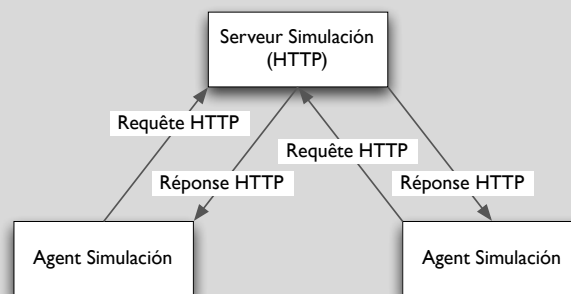 Serveur Simulación
(HTTP)
Requête HTTP
Requête HTTP
Réponse HTTP
Réponse HTTP
Agent Simulación
Agent Simulación